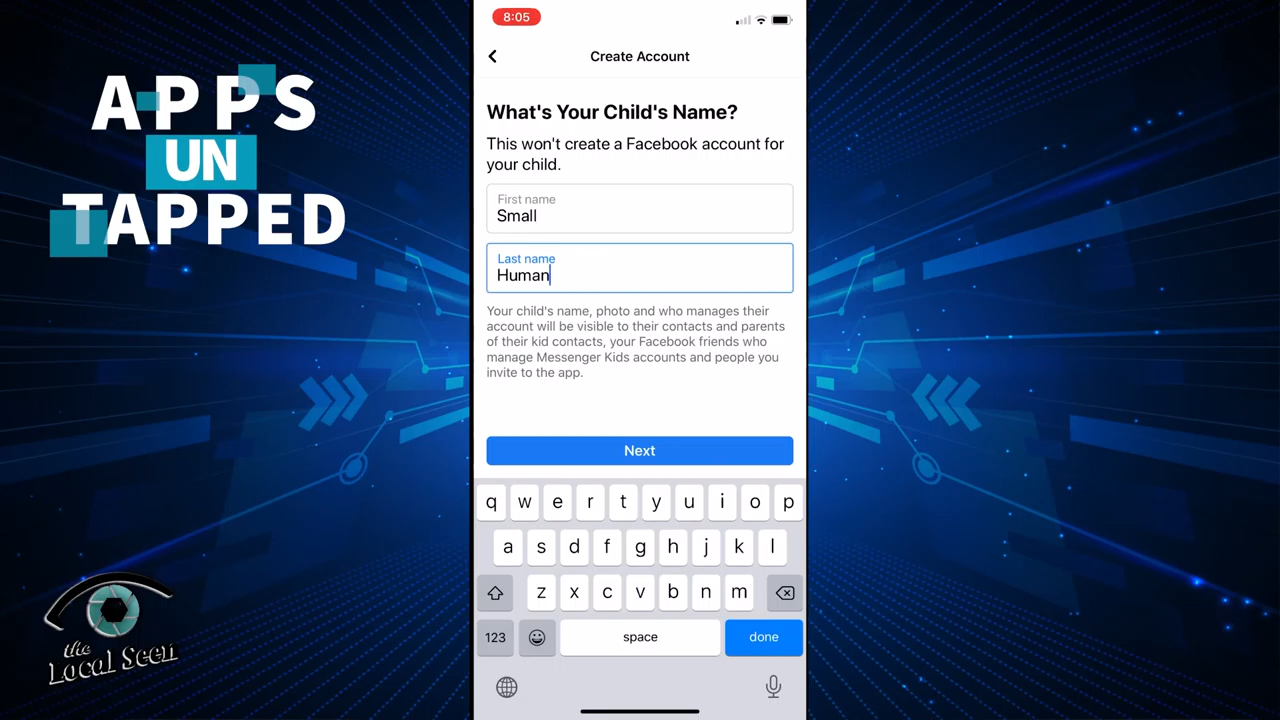 APPS
UN
TAPPED
the
Local Seen
8:05
Create Account
What's Your Child's Name?
This won't create a Facebook account for
your child.
First name
Small
Last name
Human
Your child's name, photo and who manages their
account will be visible to their contacts and parents
of their kid contacts, your Facebook friends who
manage Messenger Kids accounts and people you
invite to the app.
Next
q w e r t y u i o p
a s d f g h j k l
z x c v b n m
123 space done